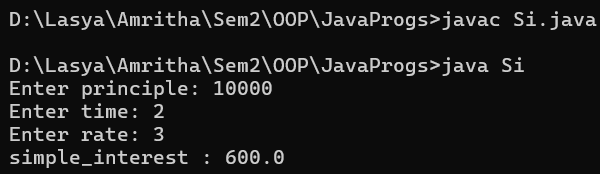 D:\Lasya\Amritha\Sem2\OOP\JavaProgs>javac Si.java
D:\Lasya\Amritha\Sem2\OOP\JavaProgs>java Si
Enter principle: 10000
Enter time: 2
Enter rate: 3
simple_interest : 600.0